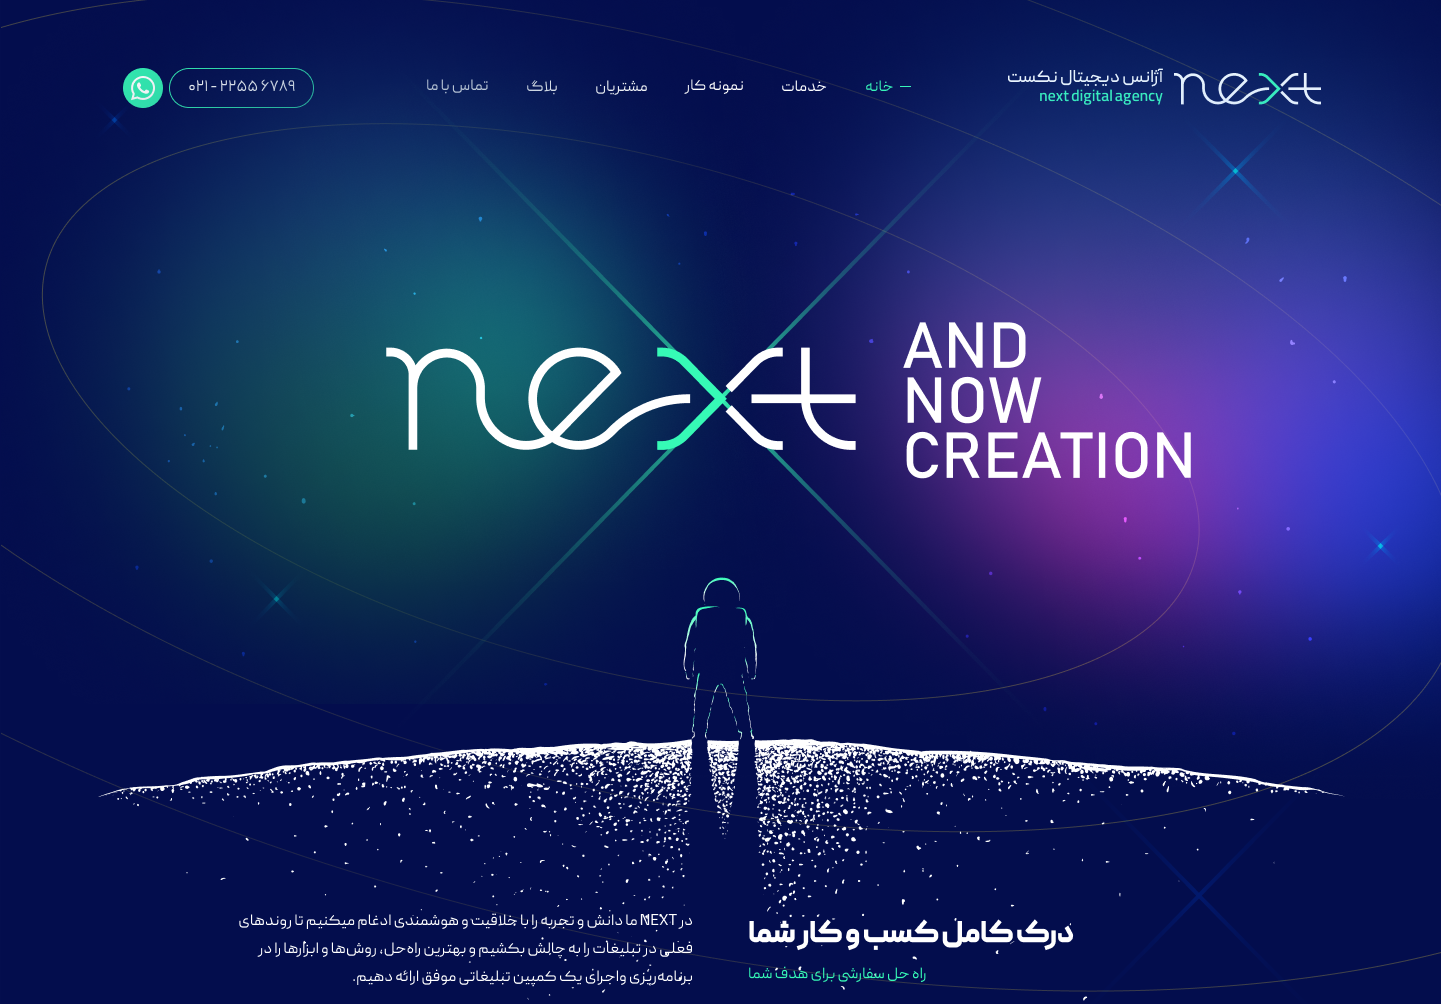 next
آژانس دیجیتال نکست
next digital agency
خانه
خدمات
نمونه کار
مشتریان
بلاگ
تماس با ما
۰۲۱ - ۲۲۵۵ ۶۷۸۹
next
AND
NOW
CREATION
درک کامل کسب و کار شما
راه حل سفارشی برای هدف شما
در NEXT ما دانش و تجربه را با خلاقیت و هوشمندی ادغام میکنیم تا روندهای
فعلی در تبلیغات را به چالش بکشیم و بهترین راه‌حل، روش‌ها و ابزارها را در
برنامه‌ریزی واجرای یک کمپین تبلیغاتی موفق ارائه دهیم.